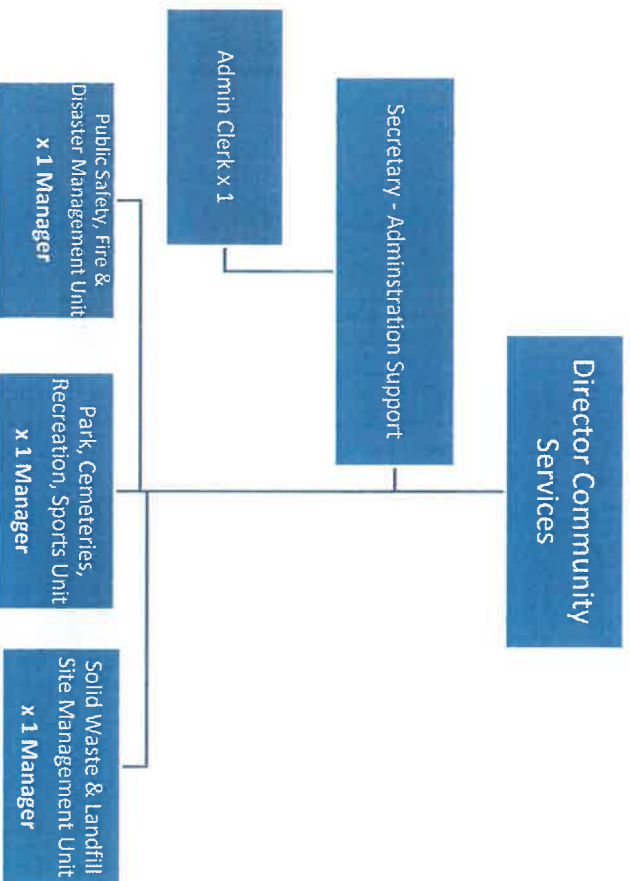 Director Community
Services
Secretary - Adminstration Support
Admin Clerk x 1
Public Safety, Fire &
Disaster Management Unit
x 1 Manager
Park, Cemeteries,
Recreation, Sports Unit
x 1 Manager
Solid Waste & Landfill
Site Management Unit
x 1 Manager